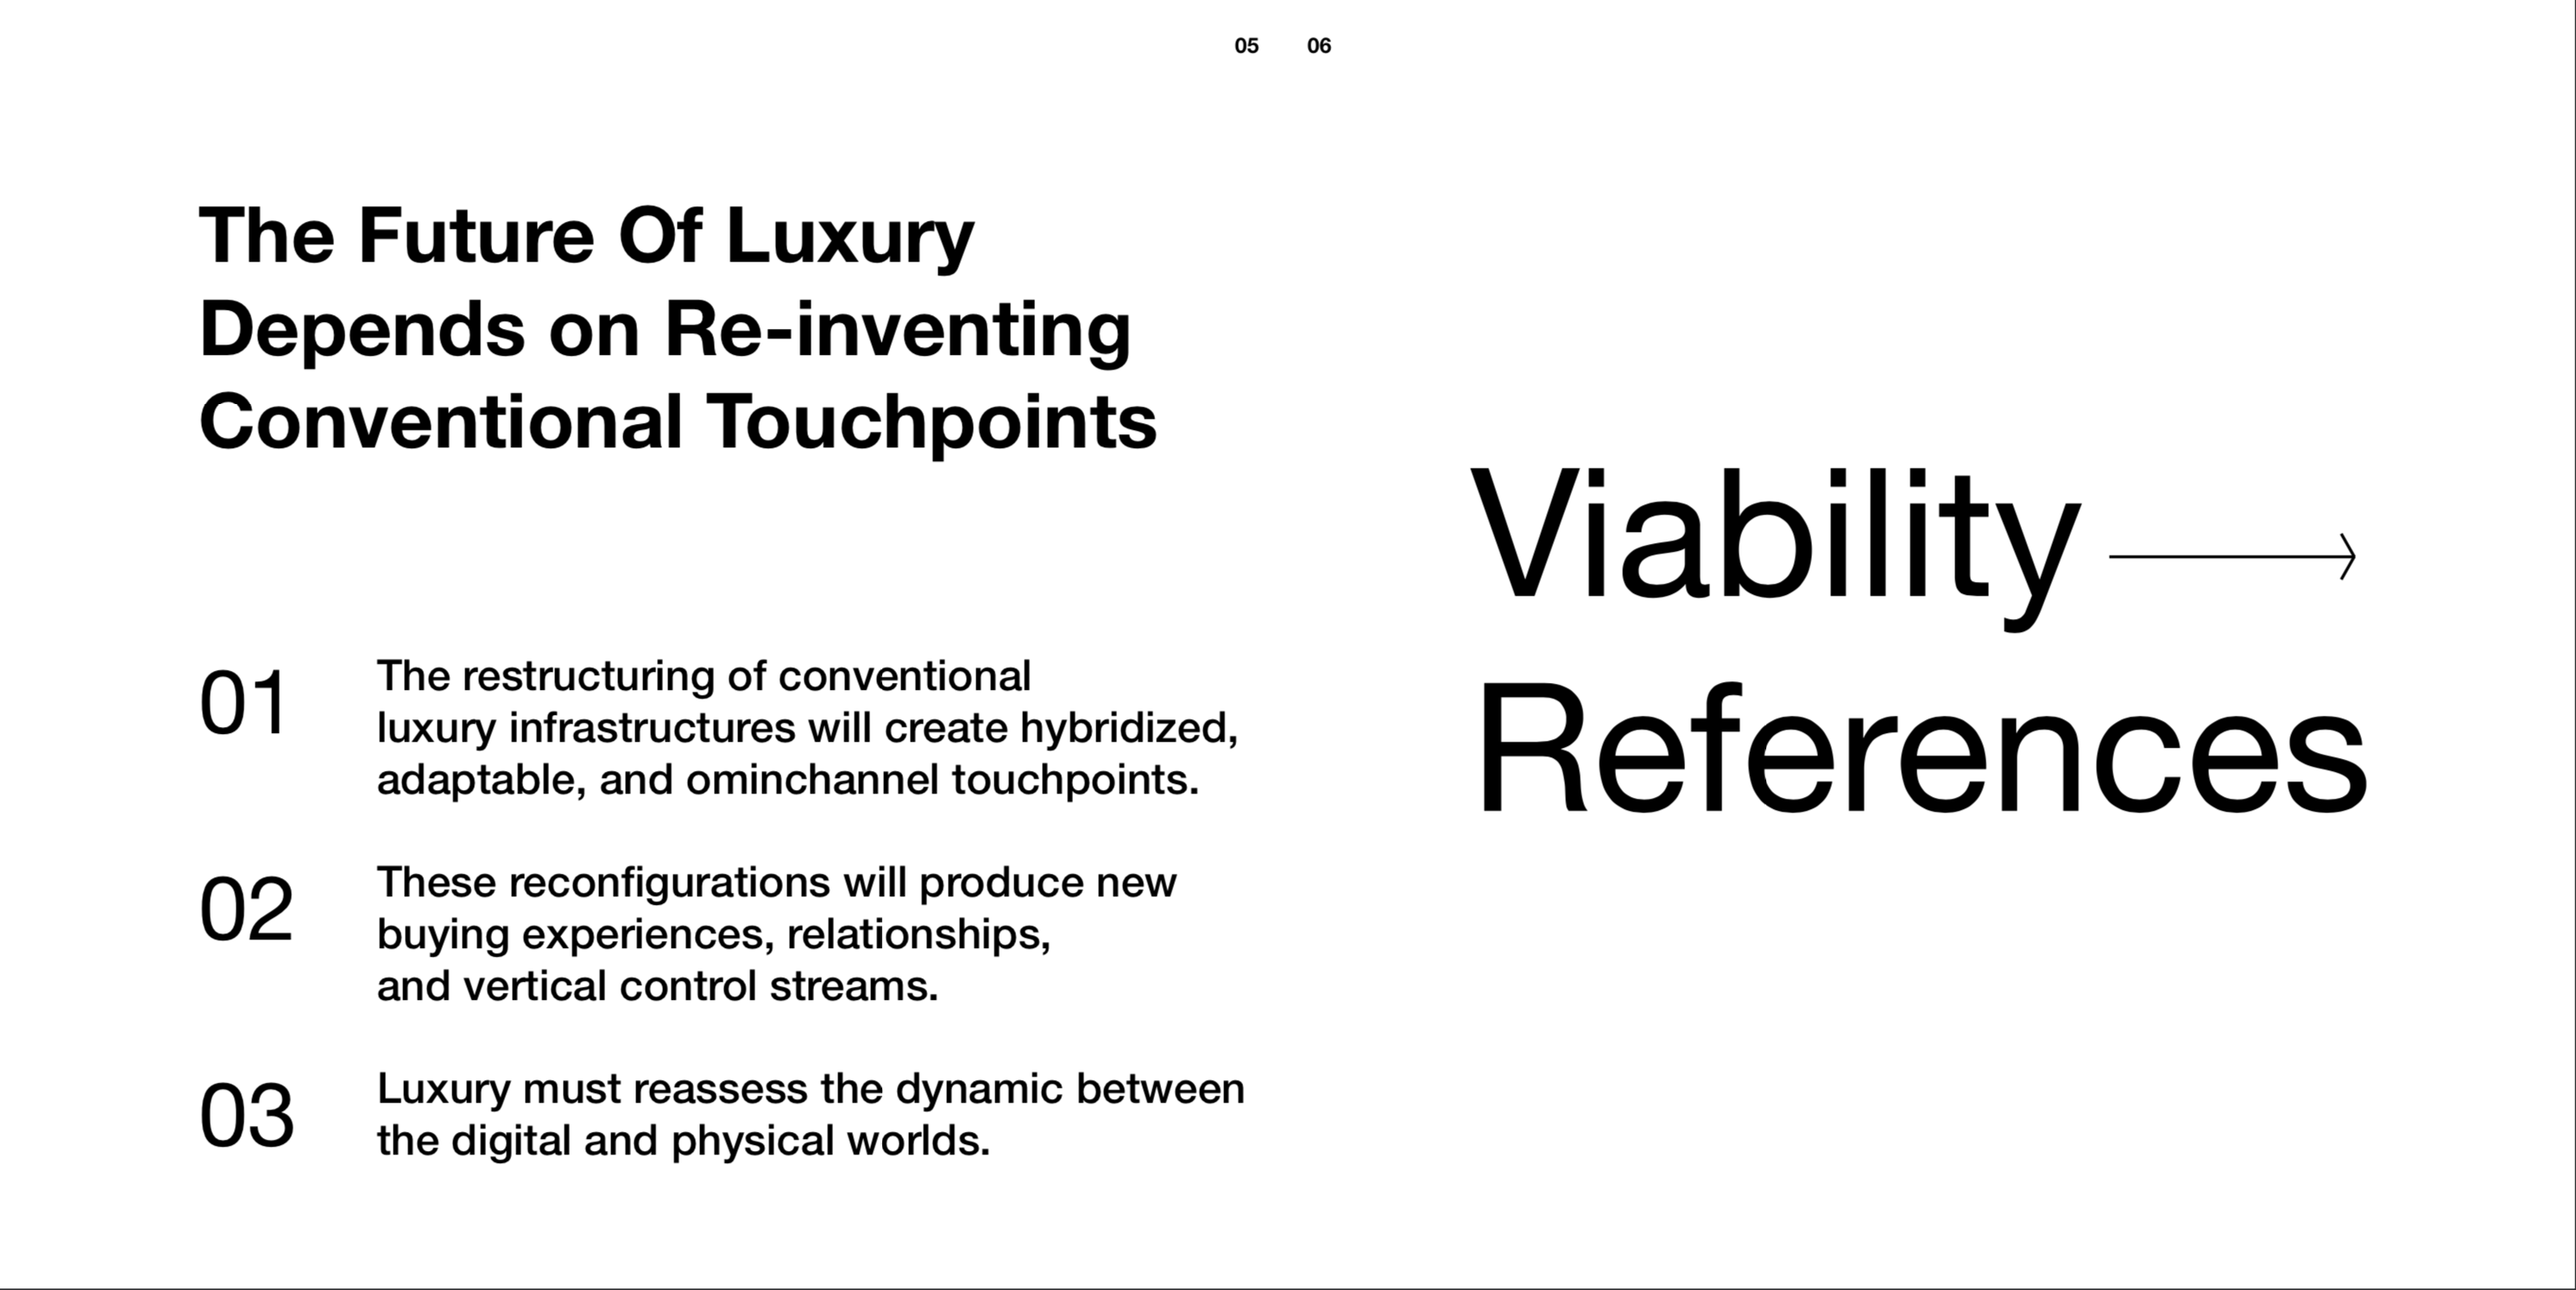 05 06
The Future Of Luxury
Depends on Re-inventing
Conventional Touchpoints
01 The restructuring of conventional
luxury infrastructures will create hybridized,
adaptable, and ominchannel touchpoints.
02 These reconfigurations will produce new
buying experiences, relationships,
and vertical control streams.
03 Luxury must reassess the dynamic between
the digital and physical worlds.
Viability
References